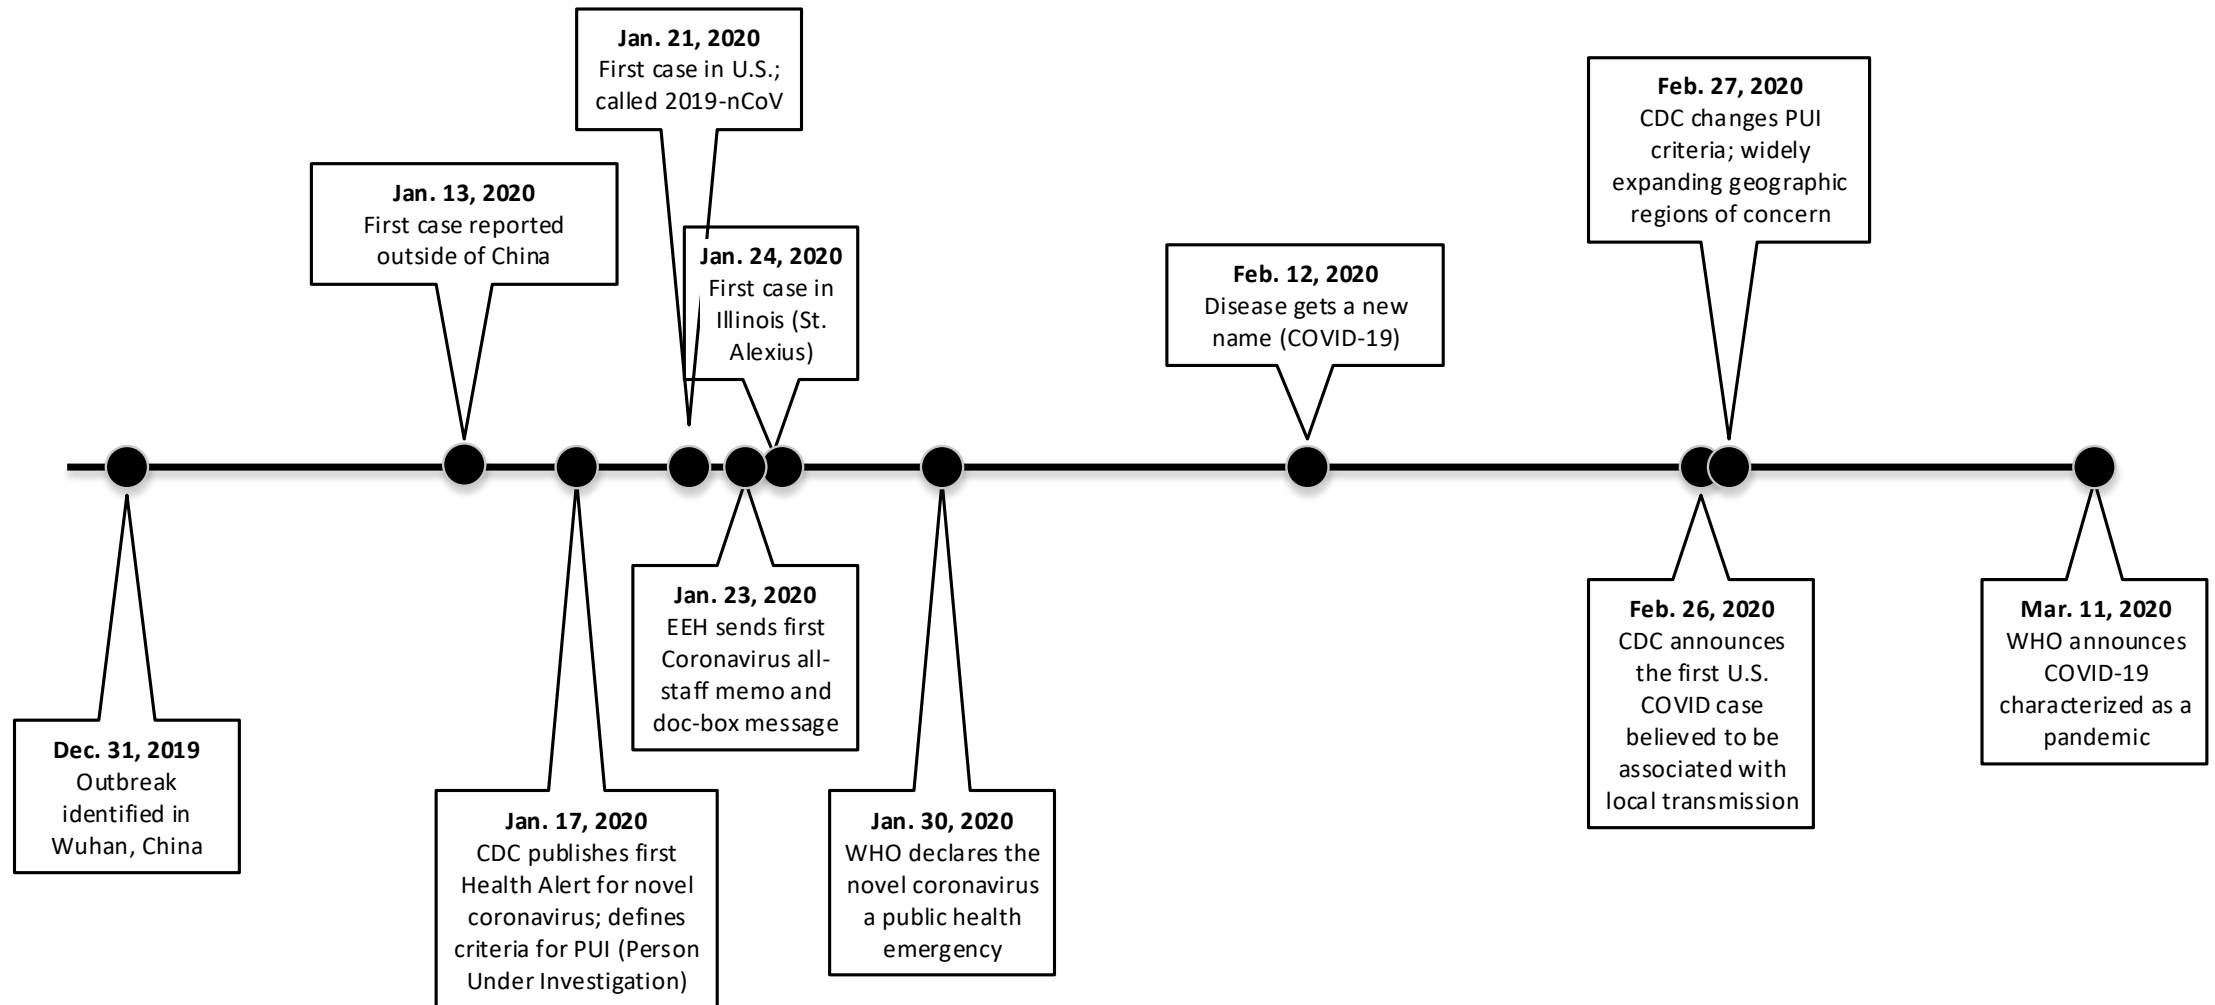 Jan. 21, 2020
First case in U.S.;
called 2019-nCoV
Feb. 27, 2020
CDC changes PUI
criteria; widely
expanding geographic
regions of concern
Jan. 13, 2020
First case reported
outside of China
Jan. 24, 2020
First case in
Illinois (St.
Alexius)
Feb. 12, 2020
Disease gets a new
name (COVID-19)
Jan. 23, 2020
EEH sends first
Coronavirus all-
staff memo and
doc-box message
Feb. 26, 2020
CDC announces
the first U.S.
COVID case
believed to be
associated with
local transmission
Mar. 11, 2020
WHO announces
COVID-19
characterized as a
pandemic
Dec. 31, 2019
Outbreak
identified in
Wuhan, China
Jan. 17, 2020
CDC publishes first
Health Alert for novel
coronavirus; defines
criteria for PUI (Person
Under Investigation)
Jan. 30, 2020
WHO declares the
novel coronavirus
a public health
emergency